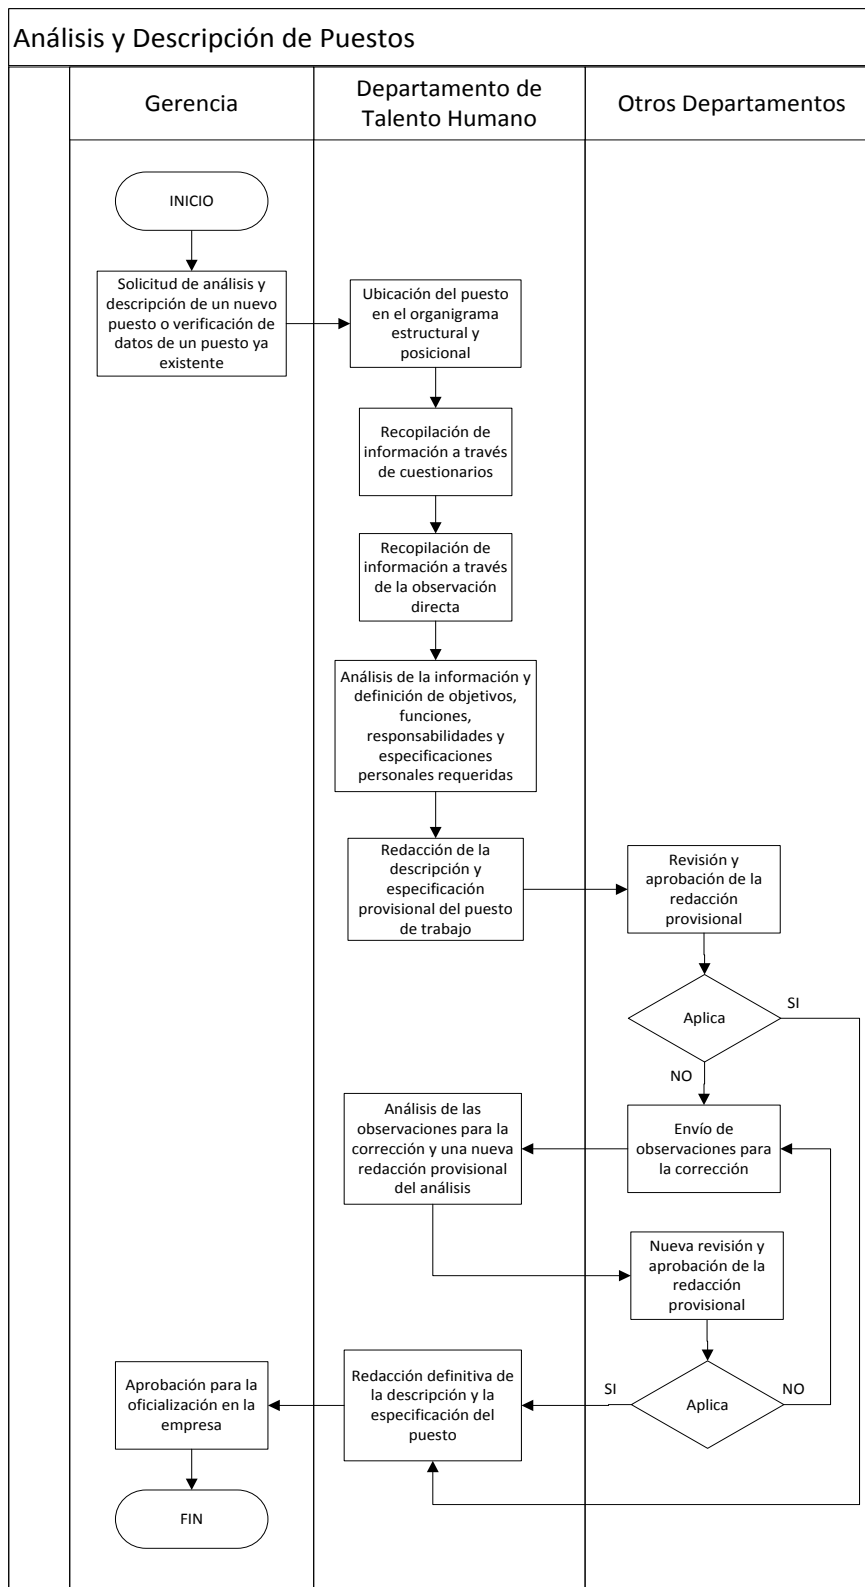 Análisis y Descripción de Puestos
Gerencia
Departamento de
Talento Humano
Otros Departamentos
INICIO
Solicitud de análisis y
descripción de un nuevo
puesto o verificación de
datos de un puesto ya
existente
Ubicación del puesto
en el organigrama
estructural y
posicional
Recopilación de
información a través
de cuestionarios
Recopilación de
información a través
de la observación
directa
Análisis de la información y
definición de objetivos,
funciones,
responsabilidades y
especificaciones
personales requeridas
Redacción de la
descripción y
especificación
provisional del puesto
de trabajo
Revisión y
aprobación de la
redacción
provisional
Aplica
SI
NO
Envío de
observaciones para
la corrección
Análisis de las
observaciones para la
corrección y una nueva
redacción provisional
del análisis
Nueva revisión y
aprobación de la
redacción
provisional
Aplica
SI
NO
Redacción definitiva de
la descripción y la
especificación del
puesto
Aprobación para la
oficialización en la
empresa
FIN